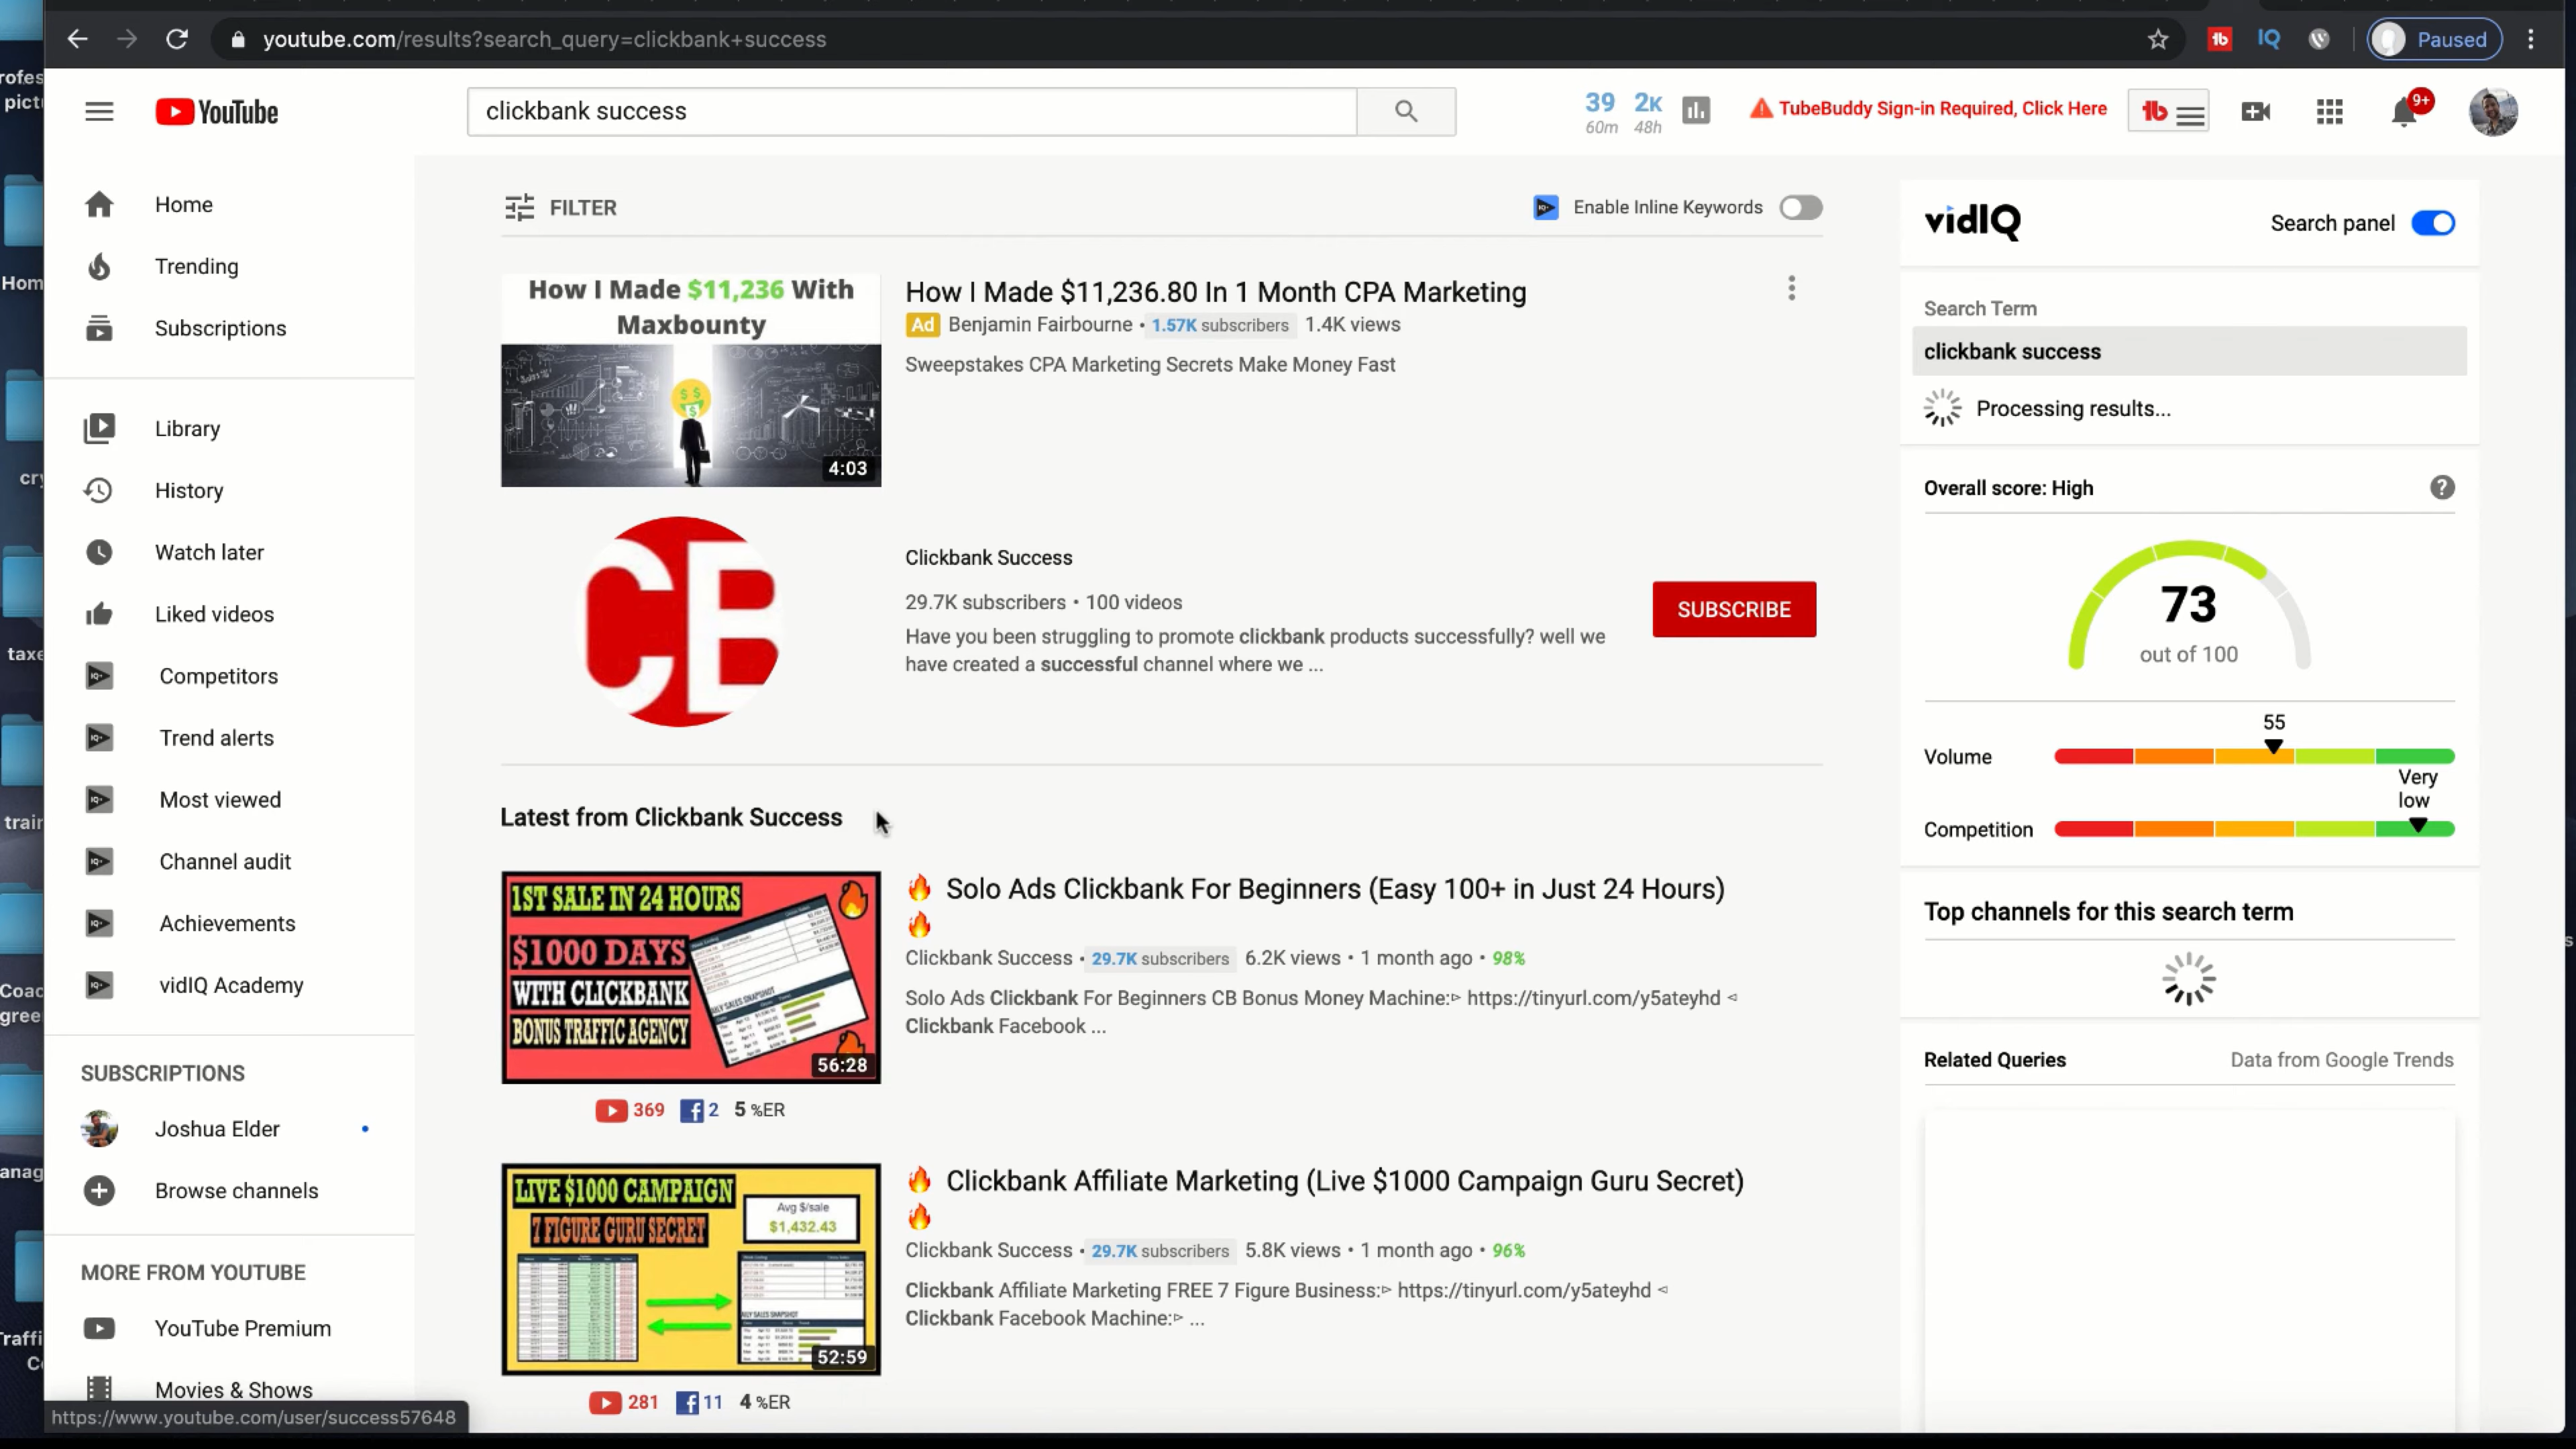 rofes
pictu
Hom
cry
taxe
train
Coac
gree
anag
Traffi
Co
s
youtube.com/results?search_query=clickbank+success
tb
IQ
Paused
YouTube
clickbank success
39
60m
2K
48h
TubeBuddy Sign-in Required, Click Here
tb
9+
Home
Trending
Subscriptions
Library
History
Watch later
Liked videos
Competitors
Trend alerts
Most viewed
Channel audit
Achievements
vidIQ Academy
SUBSCRIPTIONS
Joshua Elder
Browse channels
MORE FROM YOUTUBE
YouTube Premium
Movies & Shows
https://www.youtube.com/user/success57648
FILTER
Enable Inline Keywords
How I Made $11,236 With
Maxbounty
4:03
How I Made $11,236.80 In 1 Month CPA Marketing
Ad Benjamin Fairbourne • 1.57K subscribers 1.4K views
Sweepstakes CPA Marketing Secrets Make Money Fast
CB
Clickbank Success
29.7K subscribers • 100 videos
Have you been struggling to promote clickbank products successfully? well we
have created a successful channel where we ...
SUBSCRIBE
Latest from Clickbank Success
1ST SALE IN 24 HOURS
$1000 DAYS
WITH CLICKBANK
BONUS TRAFFIC AGENCY
56:28
🔥 Solo Ads Clickbank For Beginners (Easy 100+ in Just 24 Hours)
🔥
Clickbank Success • 29.7K subscribers 6.2K views • 1 month ago • 98%
Solo Ads Clickbank For Beginners CB Bonus Money Machine:▻ https://tinyurl.com/y5ateyhd ◅
Clickbank Facebook ...
369 2 5 %ER
LIVE $1000 CAMPAIGN
7 FIGURE GURU SECRET
Avg $/sale
$1,432.43
52:59
🔥 Clickbank Affiliate Marketing (Live $1000 Campaign Guru Secret)
🔥
Clickbank Success • 29.7K subscribers 5.8K views • 1 month ago • 96%
Clickbank Affiliate Marketing FREE 7 Figure Business:▻ https://tinyurl.com/y5ateyhd ◅
Clickbank Facebook Machine:▻ ...
281 11 4 %ER
vidIQ
Search panel
Search Term
clickbank success
Processing results...
Overall score: High
?
73
out of 100
55
Volume
Very
low
Competition
Top channels for this search term
Related Queries
Data from Google Trends